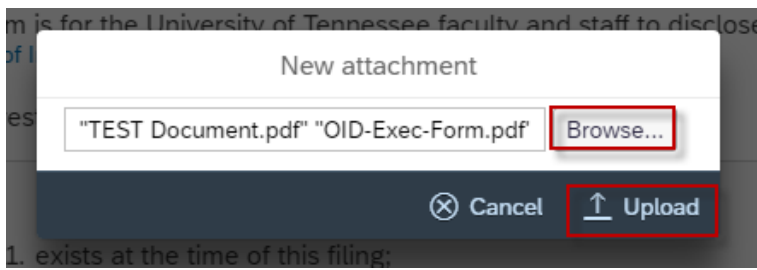 m is for the University of Tennessee faculty and staff to disclose
of I
New attachment
es
"TEST Document.pdf" "OID-Exec-Form.pdf" Browse...
Cancel Upload
1. exists at the time of this filing;